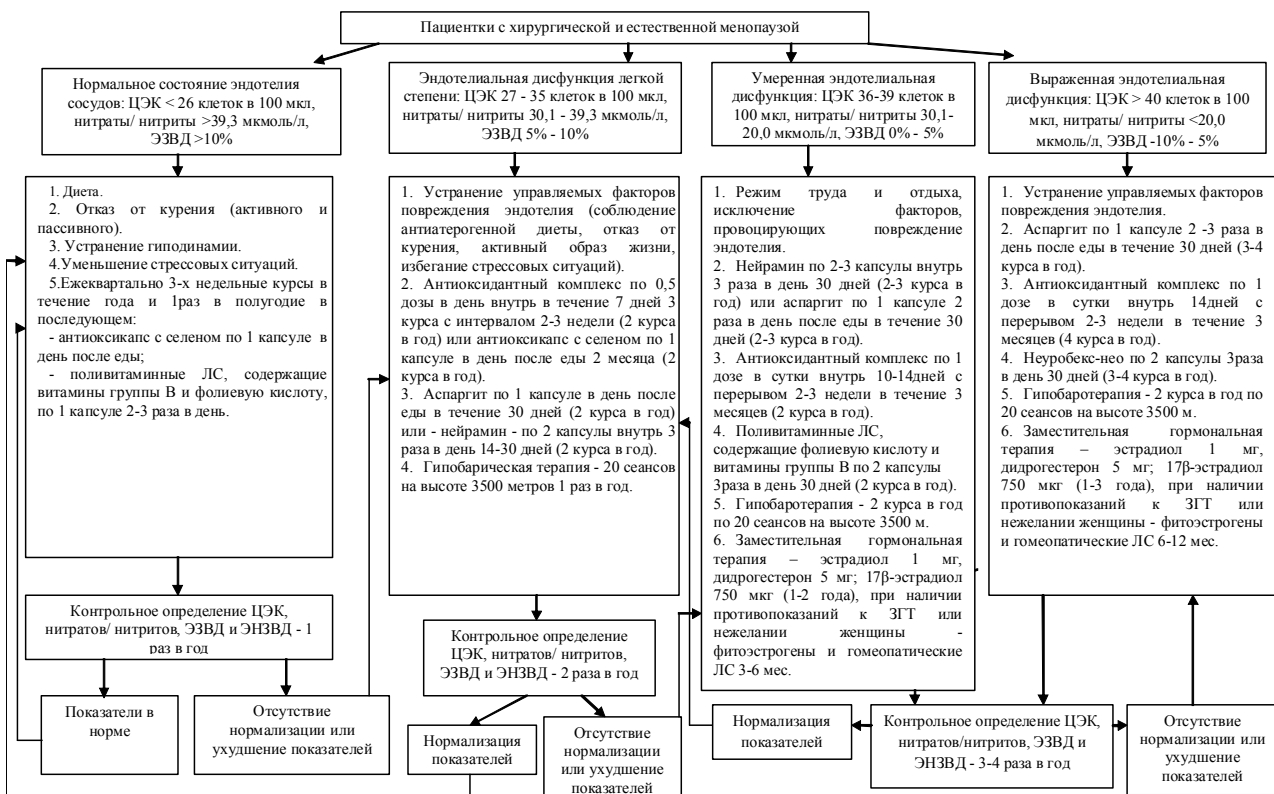 Пациентки с хирургической и естественной менопаузой
Нормальное состояние эндотелия
сосудов: ЦЭК < 26 клеток в 100 мкл,
нитраты/ нитриты >39,3 мкмоль/л,
ЭЗВД >10%
Эндотелиальная дисфункция легкой
степени: ЦЭК 27 - 35 клеток в 100 мкл,
нитраты/ нитриты 30,1 - 39,3 мкмоль/л,
ЭЗВД 5% - 10%
Умеренная эндотелиальная
дисфункция: ЦЭК 36-39 клеток в
100 мкл, нитраты/ нитриты 30,1-
20,0 мкмоль/л, ЭЗВД 0% - 5%
Выраженная эндотелиальная
дисфункция: ЦЭК > 40 клеток в 100
мкл, нитраты/ нитриты <20,0
мкмоль/л, ЭЗВД -10% - 5%
1. Диета.
2. Отказ от курения (активного и
пассивного).
3. Устранение гиподинамии.
4.Уменьшение стрессовых ситуаций.
5.Ежеквартально 3-х недельные курсы в
течение года и 1раз в полугодие в
последующем:
- антиоксикапс с селеном по 1 капсуле в
день после еды;
- поливитаминные ЛС, содержащие
витамины группы В и фолиевую кислоту,
по 1 капсуле 2-3 раза в день.
1. Устранение управляемых факторов
повреждения эндотелия (соблюдение
антиатерогенной диеты, отказ от
курения, активный образ жизни,
избегание стрессовых ситуаций).
2. Антиоксидантный комплекс по 0,5
дозы в день внутрь в течение 7 дней 3
курса с интервалом 2-3 недели (2 курса
в год) или антиоксикапс с селеном по 1
капсуле в день после еды 2 месяца (2
курса в год).
3. Аспаргит по 1 капсуле в день после
еды в течение 30 дней (2 курса в год)
или - нейрамин - по 2 капсулы внутрь 3
раза в день 14-30 дней (2 курса в год).
4. Гипобарическая терапия - 20 сеансов
на высоте 3500 метров 1 раз в год.
1. Режим труда и отдыха,
исключение факторов,
провоцирующих повреждение
эндотелия.
2. Нейрамин по 2-3 капсулы внутрь
3 раза в день 30 дней (2-3 курса в
год) или аспаргит по 1 капсуле 2
раза в день после еды в течение 30
дней (2-3 курса в год).
3. Антиоксидантный комплекс по 1
дозе в сутки внутрь 10-14дней с
перерывом 2-3 недели в течение 3
месяцев (2 курса в год).
4. Поливитаминные ЛС,
содержащие фолиевую кислоту и
витамины группы В по 2 капсулы
3раза в день 30 дней (2 курса в год).
5. Гипобаротерапия - 2 курса в год
по 20 сеансов на высоте 3500 м.
6. Заместительная гормональная
терапия – эстрадиол 1 мг,
дидрогестерон 5 мг; 17β-эстрадиол
750 мкг (1-2 года), при наличии
противопоказаний к ЗГТ или
нежелании женщины -
фитоэстрогены и гомеопатические
ЛС 3-6 мес.
1. Устранение управляемых факторов
повреждения эндотелия.
2. Аспаргит по 1 капсуле 2 -3 раза в
день после еды в течение 30 дней (3-4
курса в год).
3. Антиоксидантный комплекс по 1
дозе в сутки внутрь 14дней с
перерывом 2-3 недели в течение 3
месяцев (4 курса в год).
4. Неуробекс-нео по 2 капсулы 3раза
в день 30 дней (3-4 курса в год).
5. Гипобаротерапия - 2 курса в год по
20 сеансов на высоте 3500 м.
6. Заместительная гормональная
терапия – эстрадиол 1 мг,
дидрогестерон 5 мг; 17β-эстрадиол
750 мкг (1-3 года), при наличии
противопоказаний к ЗГТ или
нежелании женщины - фитоэстрогены
и гомеопатические ЛС 6-12 мес.
Контрольное определение ЦЭК,
нитратов/ нитритов, ЭЗВД и ЭНЗВД - 1
раз в год
Контрольное определение
ЦЭК, нитратов/ нитритов,
ЭЗВД и ЭНЗВД - 2 раза в год
Показатели в
норме
Отсутствие
нормализации или
ухудшение показателей
Нормализация
показателей
Отсутствие
нормализации
или ухудшение
показателей
Нормализация
показателей
Контрольное определение ЦЭК,
нитратов/нитритов, ЭЗВД и
ЭНЗВД - 3-4 раза в год
Отсутствие
нормализации или
ухудшение
показателей